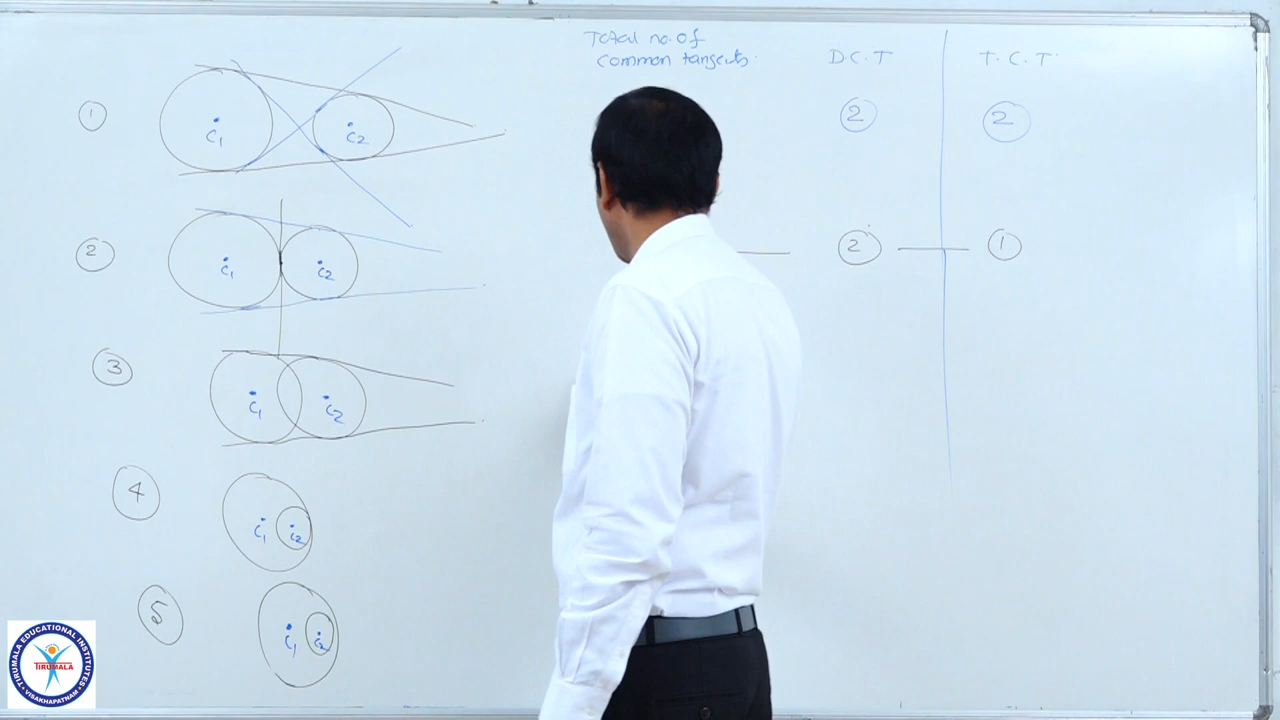 Total no. of
common tangents.
D.C.T
T.C.T.
1
C1
C2
2
2
2
C1
C2
2
1
3
C1
C2
4
C1
C2
5
C1
C2
TIRUMALA EDUCATIONAL INSTITUTES
TIRUMALA
VISAKHAPATNAM